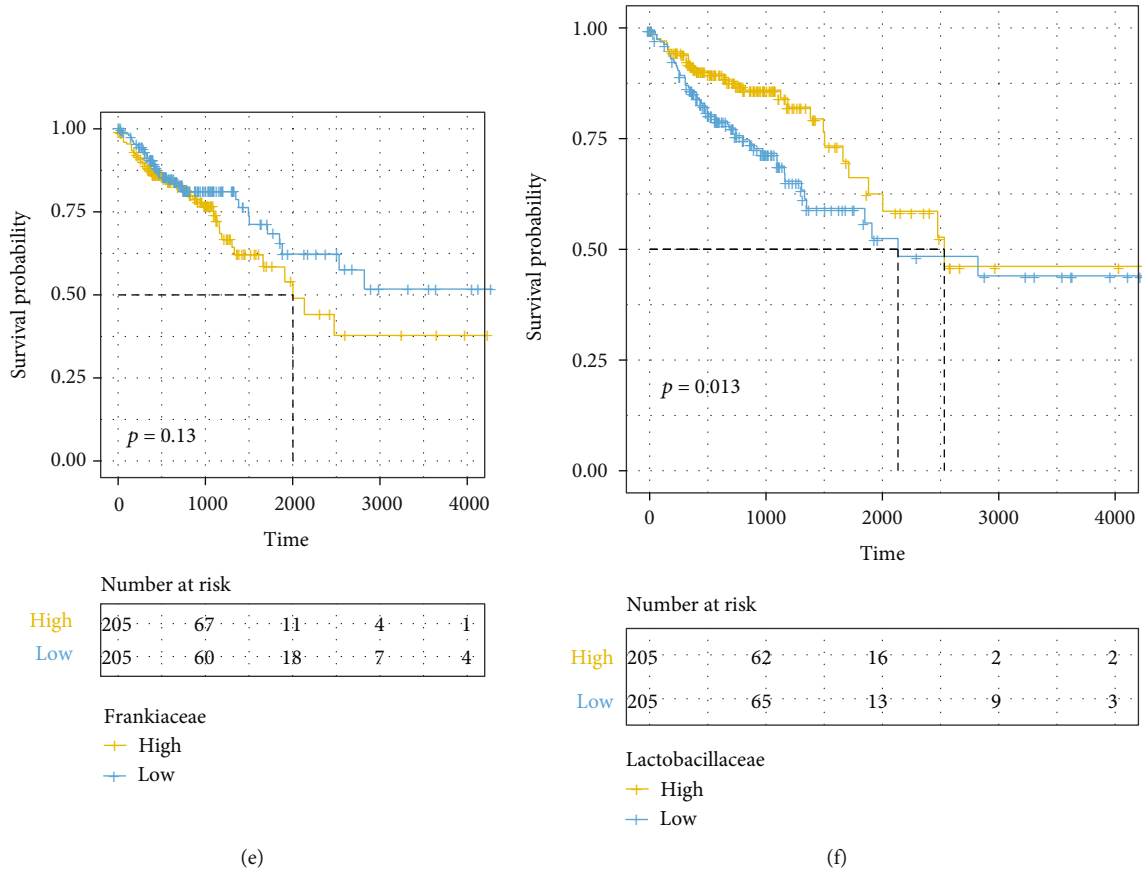 1.00
0.75
0.50
0.25
0.00
Survival probability
p = 0.13
0 1000 2000 3000 4000
Time
Number at risk
High 205 67 11 4 1
Low 205 60 18 7 4
Frankiaceae
High
Low
(e)
1.00
0.75
0.50
0.25
0.00
Survival probability
p = 0.013
0 1000 2000 3000 4000
Time
Number at risk
High 205 62 16 2 2
Low 205 65 13 9 3
Lactobacillaceae
High
Low
(f)